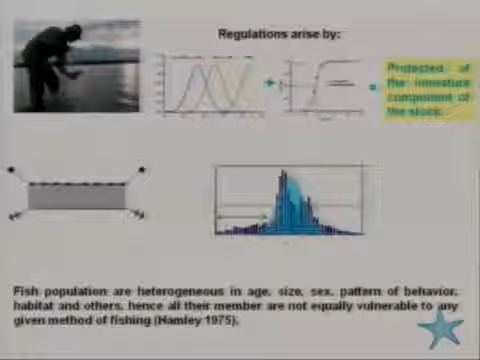 Regulations arise by:
Protected of
the immature
component of
the stock.
Fish population are heterogeneous in age, size, sex, pattern of behavior,
habitat and others, hence all their member are not equally vulnerable to any
given method of fishing (Hamley 1975).